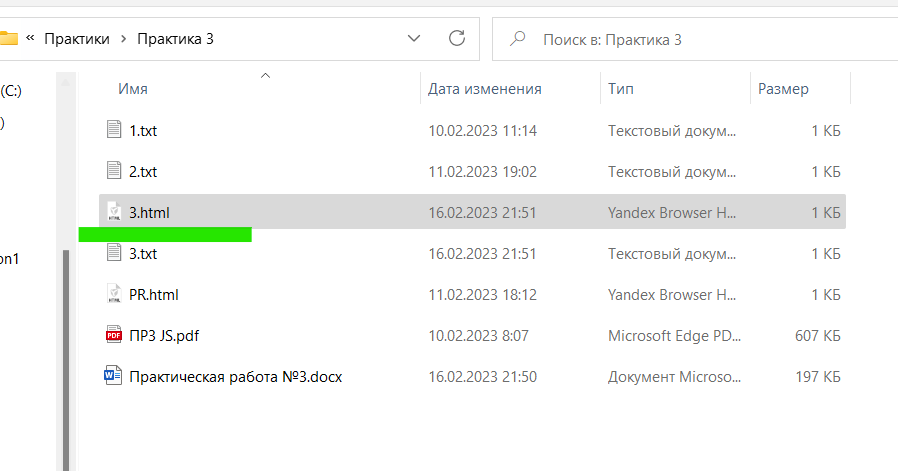 « Практики > Практика 3
Поиск в: Практика 3
(C:)
)
on1
Имя Дата изменения Тип Размер
1.txt 10.02.2023 11:14 Текстовый докум... 1 КБ
2.txt 11.02.2023 19:02 Текстовый докум... 1 КБ
HTML 3.html 16.02.2023 21:51 Yandex Browser H... 1 КБ
3.txt 16.02.2023 21:51 Текстовый докум... 1 КБ
HTML PR.html 11.02.2023 18:12 Yandex Browser H... 1 КБ
PDF ПР3 JS.pdf 10.02.2023 8:07 Microsoft Edge PD... 607 КБ
W Практическая работа №3.docx 16.02.2023 21:50 Документ Microso... 197 КБ